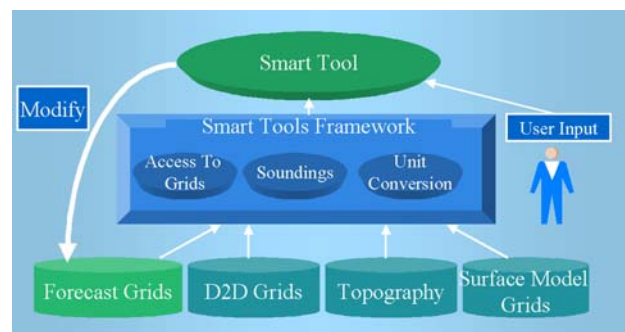 Smart Tool
Modify
Smart Tools Framework
User Input
Access To
Grids
Soundings
Unit
Conversion
Forecast Grids
D2D Grids
Topography
Surface Model
Grids